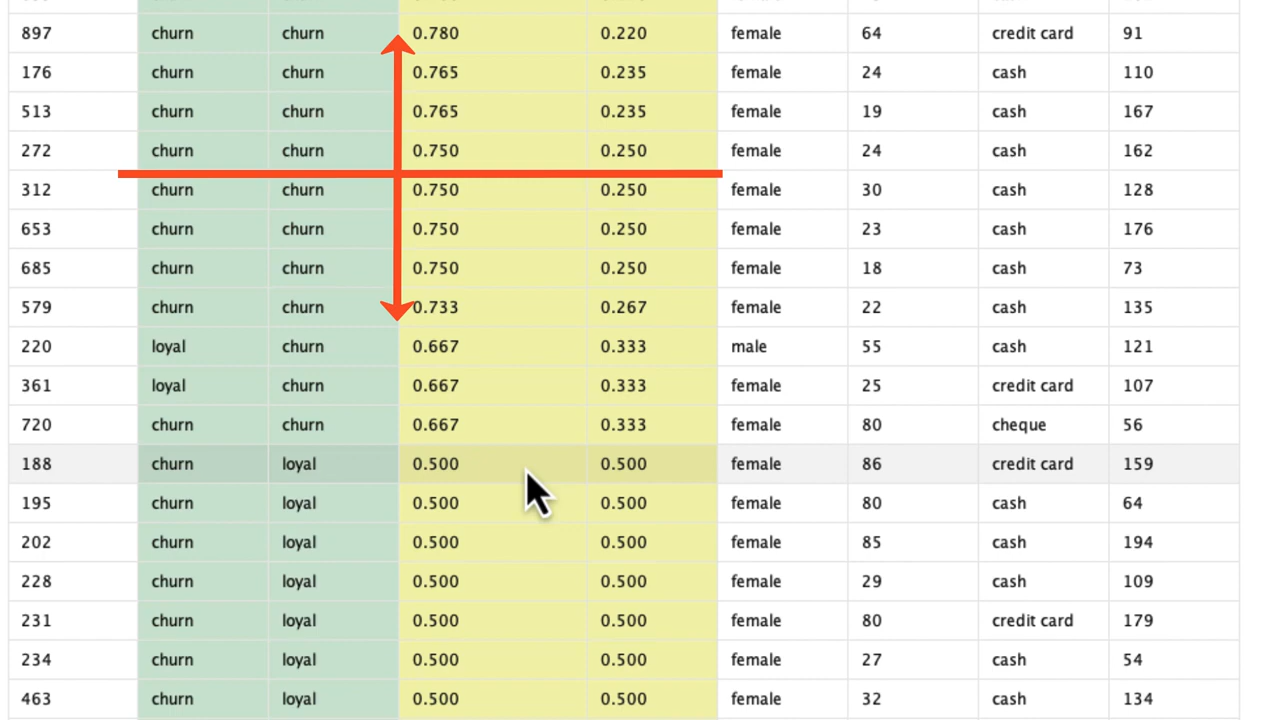 897 churn churn 0.780 0.220 female 64 credit card 91
176 churn churn 0.765 0.235 female 24 cash 110
513 churn churn 0.765 0.235 female 19 cash 167
272 churn churn 0.750 0.250 female 24 cash 162
312 churn churn 0.750 0.250 female 30 cash 128
653 churn churn 0.750 0.250 female 23 cash 176
685 churn churn 0.750 0.250 female 18 cash 73
579 churn churn 0.733 0.267 female 22 cash 135
220 loyal churn 0.667 0.333 male 55 cash 121
361 loyal churn 0.667 0.333 female 25 credit card 107
720 churn churn 0.667 0.333 female 80 cheque 56
188 churn loyal 0.500 0.500 female 86 credit card 159
195 churn loyal 0.500 0.500 female 80 cash 64
202 churn loyal 0.500 0.500 female 85 cash 194
228 churn loyal 0.500 0.500 female 29 cash 109
231 churn loyal 0.500 0.500 female 80 credit card 179
234 churn loyal 0.500 0.500 female 27 cash 54
463 churn loyal 0.500 0.500 female 32 cash 134